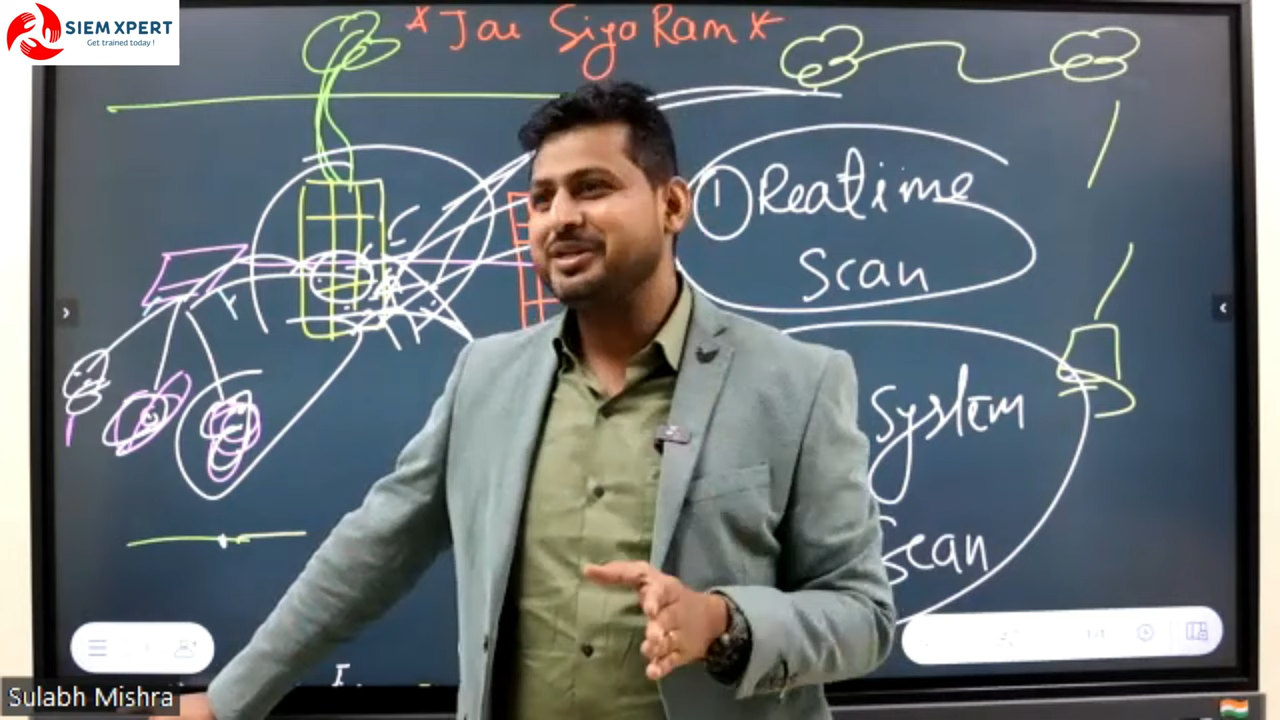 SIEM XPERT
Get trained today !
* Jai Siya Ram *
1 Realtime
Scan
System
Scan
Sulabh Mishra